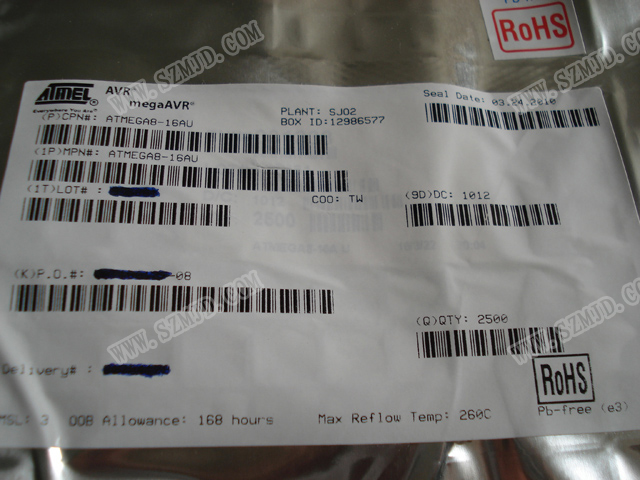 RoHS
ATMEL
Everywhere You Are
AVR
megaAVR®
PLANT: SJ02
BOX ID:12986577
Seal Date: 03.24.2010
(P)CPN#: ATMEGA8-16AU
(1P)MPN#: ATMEGA8-16AU
(1T)LOT# :
COO: TW
(9D)DC: 1012
(K)P.O.#: -08
(Q)QTY: 2500
Delivery# :
RoHS
MSL: 3 OOB Allowance: 168 hours
Max Reflow Temp: 260C
Pb-free (e3)
WWW.SZMJD.COM
WWW.SZMJD.COM
WWW.SZMJD.COM
WWW.SZMJD.COM